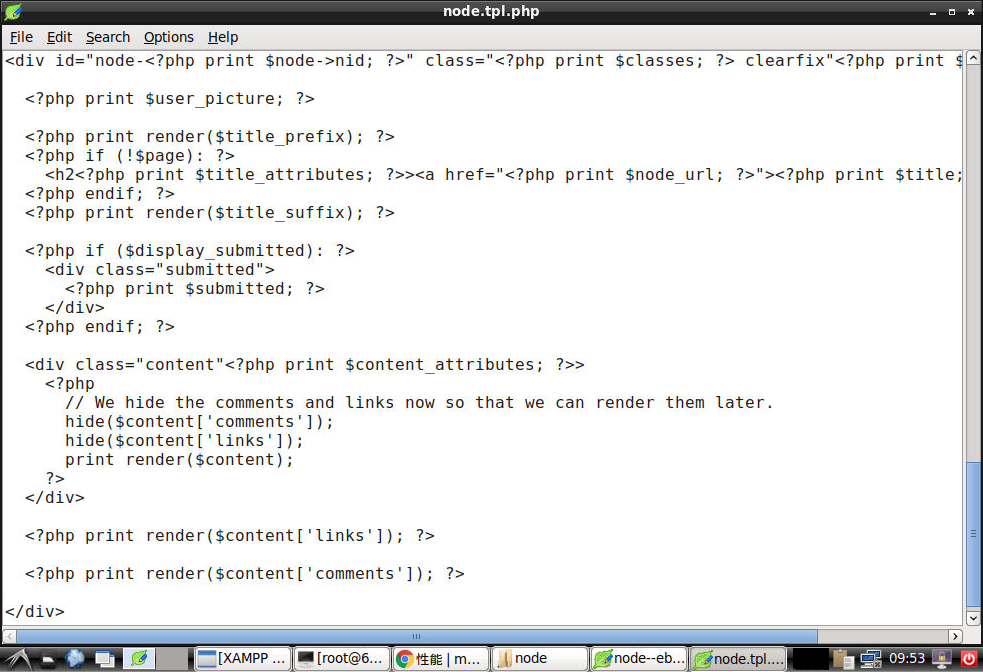 node.tpl.php
File Edit Search Options Help
<div id="node-<?php print $node->nid; ?>" class="<?php print $classes; ?> clearfix"<?php print $

  <?php print $user_picture; ?>

  <?php print render($title_prefix); ?>
  <?php if (!$page): ?>
    <h2<?php print $title_attributes; ?>><a href="<?php print $node_url; ?>"><?php print $title;
  <?php endif; ?>
  <?php print render($title_suffix); ?>

  <?php if ($display_submitted): ?>
    <div class="submitted">
      <?php print $submitted; ?>
    </div>
  <?php endif; ?>

  <div class="content"<?php print $content_attributes; ?>>
    <?php
      // We hide the comments and links now so that we can render them later.
      hide($content['comments']);
      hide($content['links']);
      print render($content);
    ?>
  </div>

  <?php print render($content['links']); ?>

  <?php print render($content['comments']); ?>

</div>
[XAMPP ... [root@6... 性能 | m... node node--eb... node.tpl.... 09:53